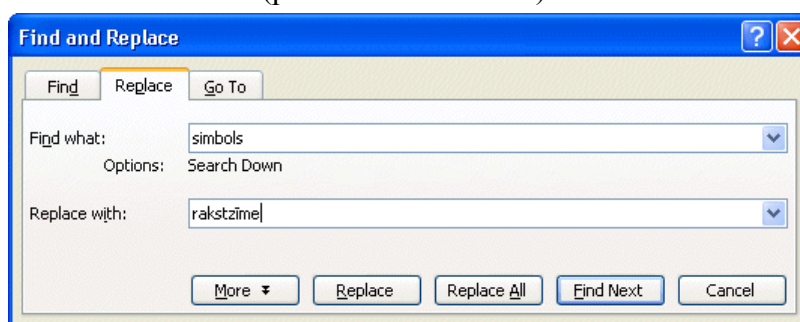 Find and Replace
Find Replace Go To
Find what: simbols
Options: Search Down
Replace with: rakstzīme
More Replace Replace All Find Next Cancel